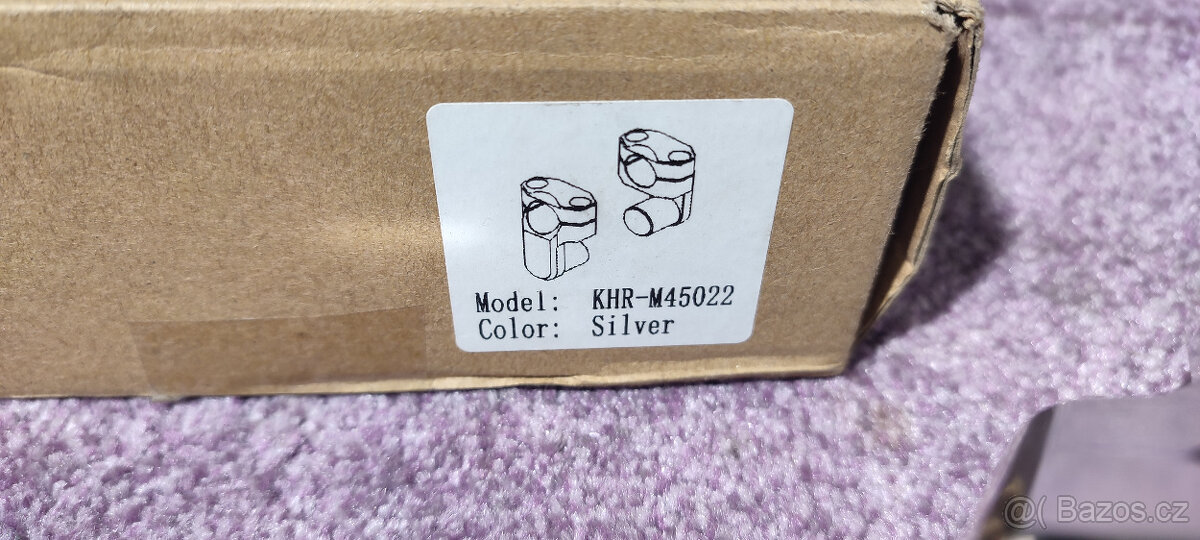 Model: KHR-M45022
Color: Silver
@( Bazos.cz